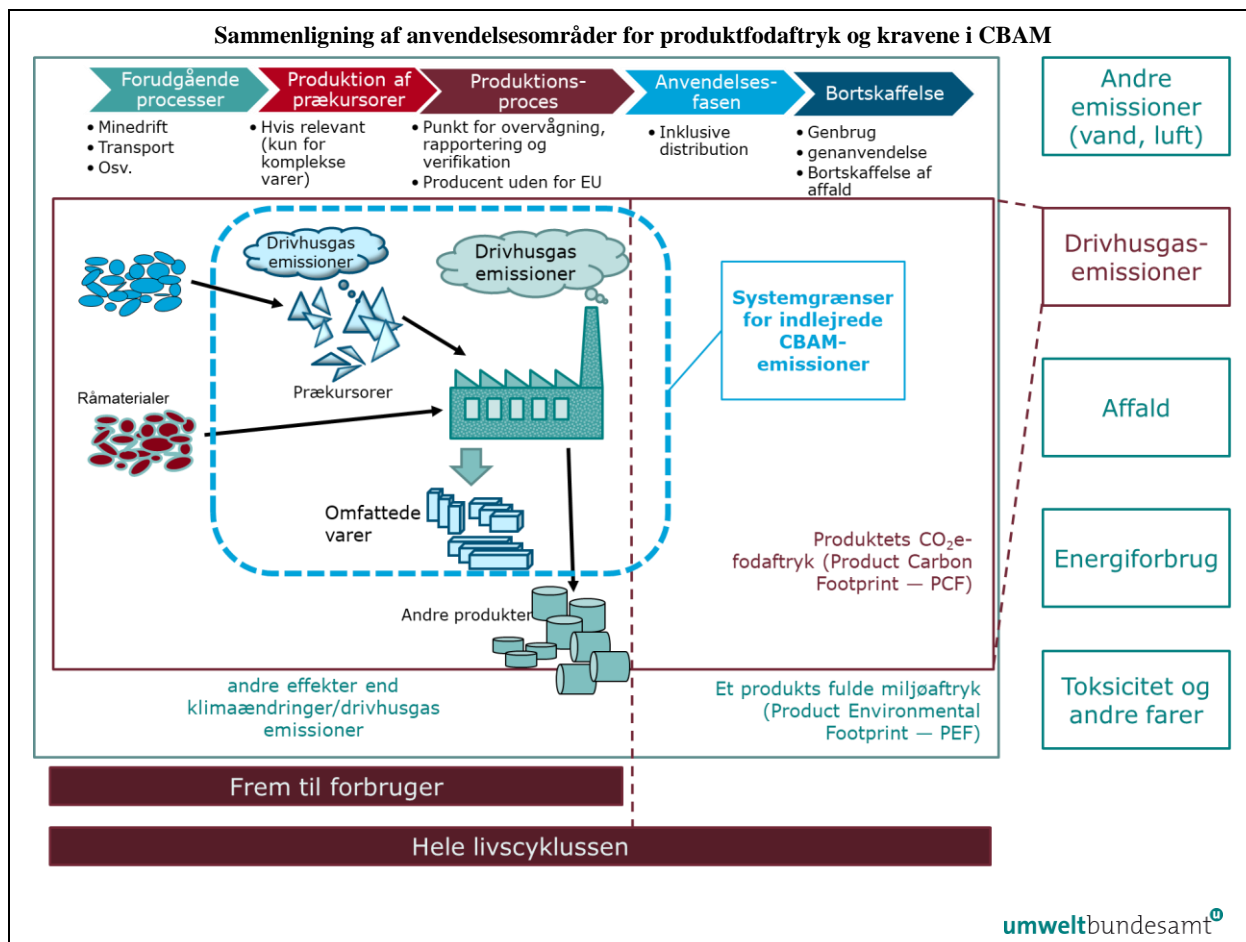 Sammenligning af anvendelsesområder for produktfodaftryk og kravene i CBAM
Forudgående
processer
Produktion af
prækursorer
Produktions-
proces
Anvendelses-
fasen
Bortskaffelse
• Minedrift
• Transport
• Osv.
• Hvis relevant
(kun for
komplekse
varer)
• Punkt for overvågning,
rapportering og
verifikation
• Producent uden for EU
• Inklusive
distribution
• Genbrug
• genanvendelse
• Bortskaffelse af
affald
Andre
emissioner
(vand, luft)
Drivhusgas
emissioner
Drivhusgas
emissioner
Drivhusgas-
emissioner
Systemgrænser
for indlejrede
CBAM-
emissioner
Prækursorer
Råmaterialer
Affald
Omfattede
varer
Produktets CO₂e-
fodaftryk (Product Carbon
Footprint — PCF)
Energiforbrug
Andre produkter
andre effekter end
klimaændringer/drivhusgas
emissioner
Et produkts fulde miljøaftryk
(Product Environmental
Footprint — PEF)
Toksicitet og
andre farer
Frem til forbruger
Hele livscyklussen
umweltbundesamt
u